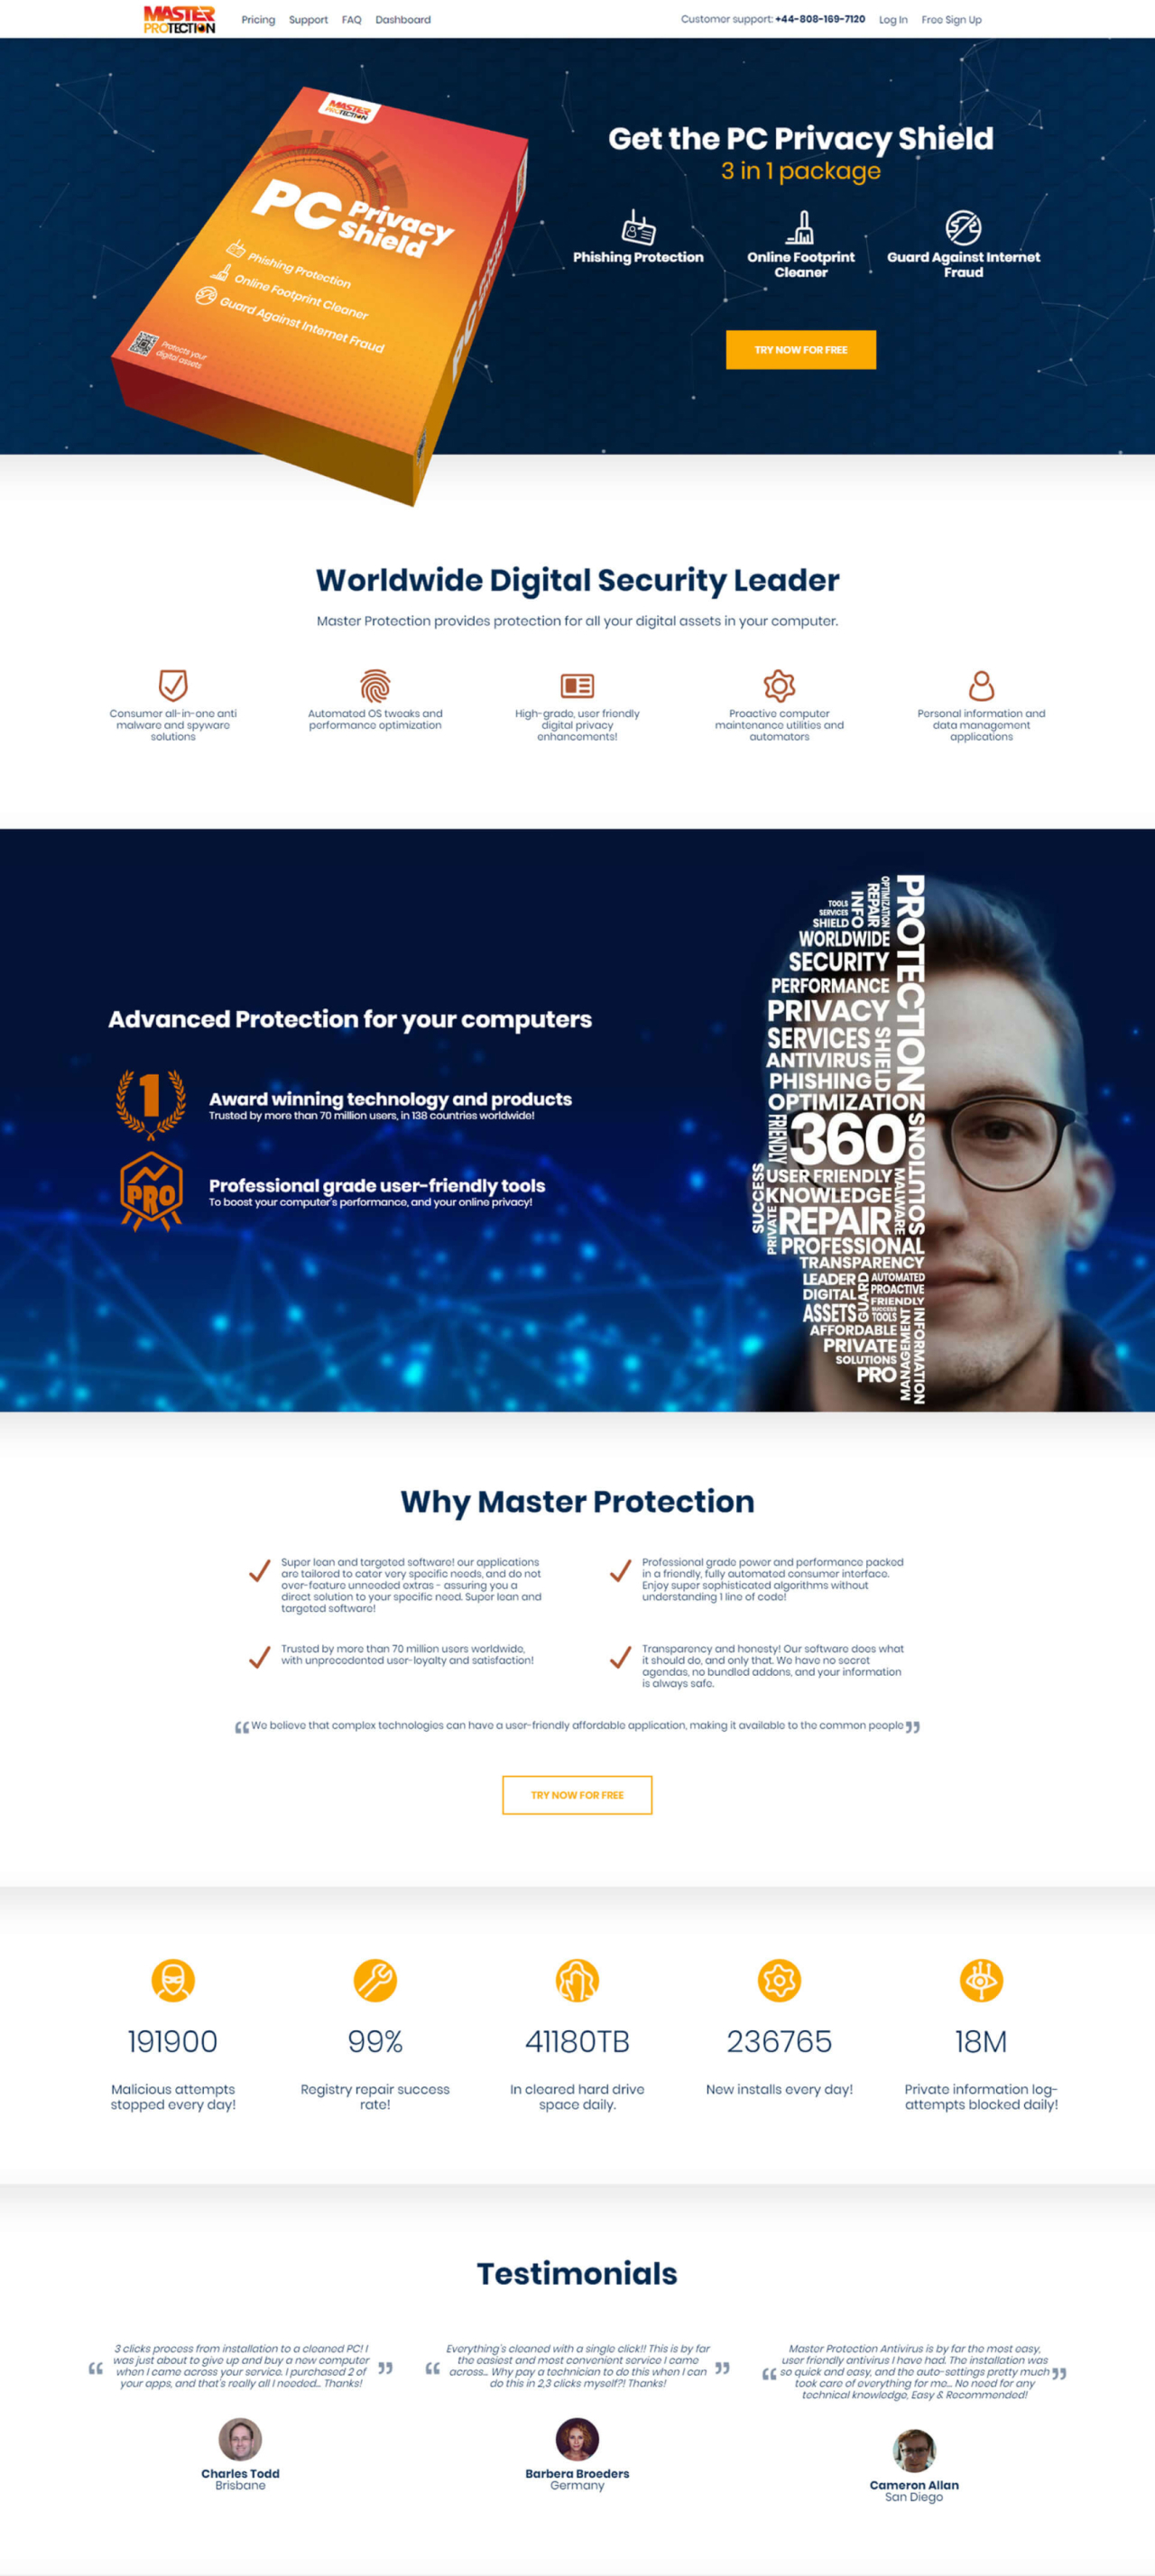 MASTER
PROTECTION
Pricing Support FAQ Dashboard
Customer support: +44-808-169-7120 Log In Free Sign Up
MASTER
PROTECTION
PC Privacy
Shield
Phishing Protection
Online Footprint Cleaner
Guard Against Internet Fraud
Protects your
digital assets
Get the PC Privacy Shield
3 in 1 package
Phishing Protection
Online Footprint
Cleaner
Guard Against Internet
Fraud
TRY NOW FOR FREE
Worldwide Digital Security Leader
Master Protection provides protection for all your digital assets in your computer.
Consumer all-in-one anti
malware and spyware
solutions
Automated OS tweaks and
performance optimization
High-grade, user friendly
digital privacy
enhancements!
Proactive computer
maintenance utilities and
automators
Personal information and
data management
applications
Advanced Protection for your computers
1
Award winning technology and products
Trusted by more than 70 million users, in 138 countries worldwide!
PRO
Professional grade user-friendly tools
To boost your computer's performance, and your online privacy!
TOOLS
SERVICES
SHIELD
INFO
REPAIR
OPTIMIZATION
PROTECTION
WORLDWIDE
SECURITY
PERFORMANCE
PRIVACY
SERVICES
SHIELD
ANTIVIRUS
PHISHING
OPTIMIZATION
FRIENDLY
360
SOLUTIONS
SUCCESS
USER FRIENDLY
KNOWLEDGE
MALWARE
PRIVATE
REPAIR
PROFESSIONAL
TRANSPARENCY
LEADER
DIGITAL
GUARD
AUTOMATED
PROACTIVE
FRIENDLY
ASSETS
SUCCESS
TOOLS
AFFORDABLE
PRIVATE
SOLUTIONS
PRO
MANAGEMENT
INFORMATION
Why Master Protection
Super lean and targeted software! our applications
are tailored to cater very specific needs, and do not
over-feature unneeded extras - assuring you a
direct solution to your specific need. Super lean and
targeted software!
Professional grade power and performance packed
in a friendly, fully automated consumer interface.
Enjoy super sophisticated algorithms without
understanding 1 line of code!
Trusted by more than 70 million users worldwide,
with unprecedented user-loyalty and satisfaction!
Transparency and honesty! Our software does what
it should do, and only that. We have no secret
agendas, no bundled addons, and your information
is always safe.
“ We believe that complex technologies can have a user-friendly affordable application, making it available to the common people ”
TRY NOW FOR FREE
191900
Malicious attempts
stopped every day!
99%
Registry repair success
rate!
41180TB
In cleared hard drive
space daily.
236765
New installs every day!
18M
Private information log-
attempts blocked daily!
Testimonials
“ 3 clicks process from installation to a cleaned PC! I
was just about to give up and buy a new computer
when I came across your service. I purchased 2 of
your apps, and that's really all I needed... Thanks! ”
Charles Todd
Brisbane
“ Everything's cleaned with a single click!! This is by far
the easiest and most convenient service I came
across... Why pay a technician to do this when I can
do this in 2,3 clicks myself?! Thanks! ”
Barbera Broeders
Germany
“ Master Protection Antivirus is by far the most easy,
user friendly antivirus I have had. The installation was
so quick and easy, and the auto-settings pretty much
took care of everything for me... No need for any
technical knowledge, Easy & Recommended! ”
Cameron Allan
San Diego